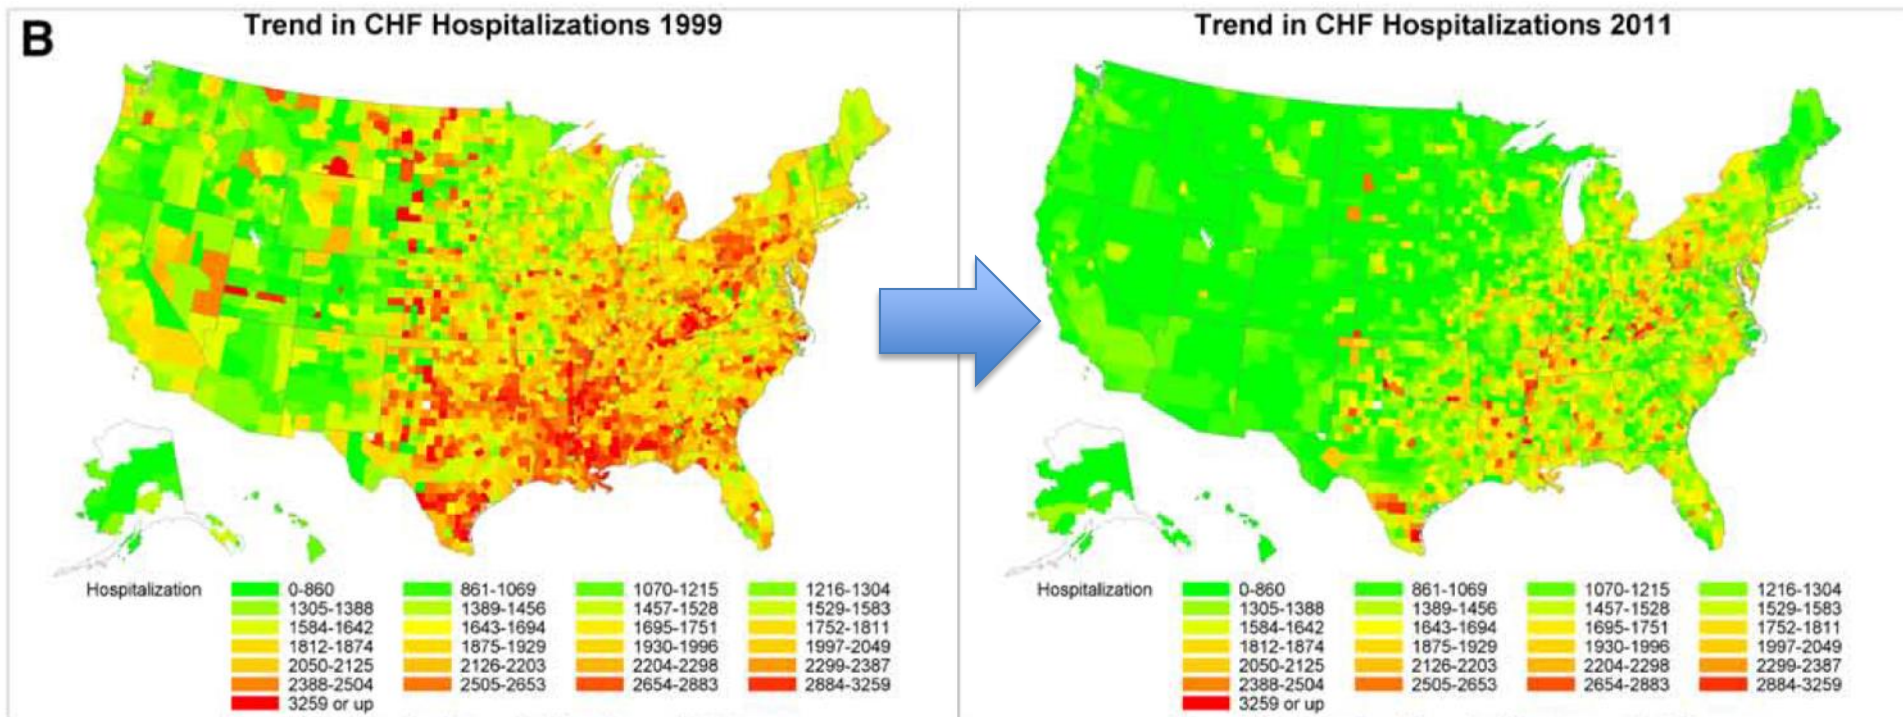 B
Trend in CHF Hospitalizations 1999
Hospitalization 0-860 861-1069 1070-1215 1216-1304
1305-1388 1389-1456 1457-1528 1529-1583
1584-1642 1643-1694 1695-1751 1752-1811
1812-1874 1875-1929 1930-1996 1997-2049
2050-2125 2126-2203 2204-2298 2299-2387
2388-2504 2505-2653 2654-2883 2884-3259
3259 or up
Trend in CHF Hospitalizations 2011
Hospitalization 0-860 861-1069 1070-1215 1216-1304
1305-1388 1389-1456 1457-1528 1529-1583
1584-1642 1643-1694 1695-1751 1752-1811
1812-1874 1875-1929 1930-1996 1997-2049
2050-2125 2126-2203 2204-2298 2299-2387
2388-2504 2505-2653 2654-2883 2884-3259
3259 or up